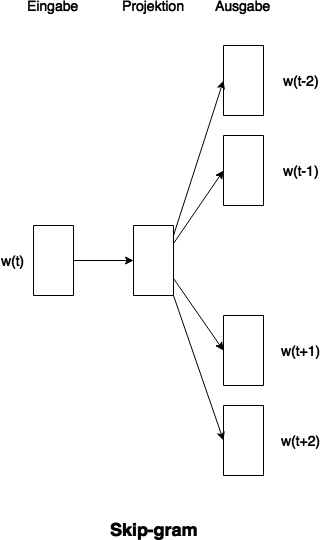 Eingabe Projektion Ausgabe
w(t-2)
w(t-1)
w(t)
w(t+1)
w(t+2)
Skip-gram